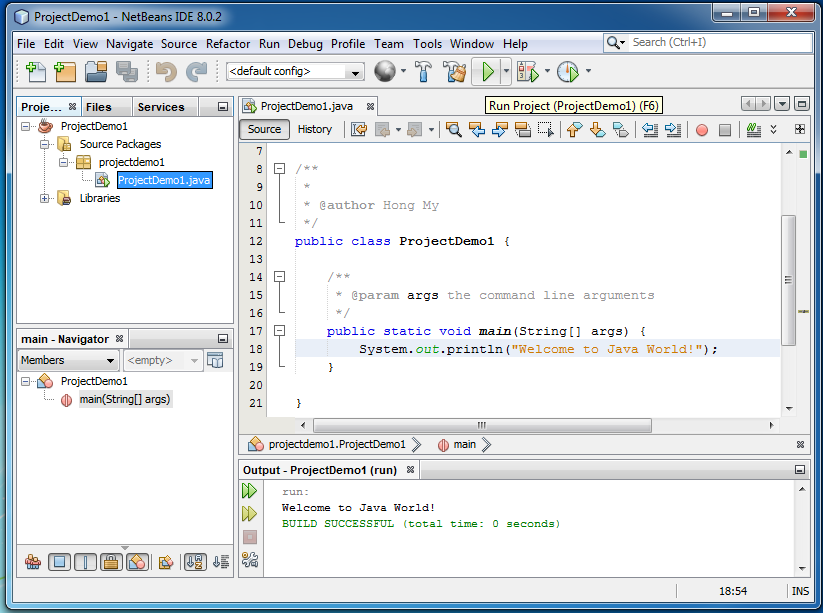 ProjectDemo1 - NetBeans IDE 8.0.2
File Edit View Navigate Source Refactor Run Debug Profile Team Tools Window Help
Search (Ctrl+I)
<default config>
Proje... Files Services
ProjectDemo1
Source Packages
projectdemo1
ProjectDemo1.java
Libraries
main - Navigator
Members <empty>
ProjectDemo1
main(String[] args)
ProjectDemo1.java
Run Project (ProjectDemo1) (F6)
Source History
7
8 /**
9 *
10 * @author Hong My
11 */
12 public class ProjectDemo1 {
13
14 /**
15 * @param args the command line arguments
16 */
17 public static void main(String[] args) {
18 System.out.println("Welcome to Java World!");
19 }
20
21 }
projectdemo1.ProjectDemo1 main
Output - ProjectDemo1 (run)
run:
Welcome to Java World!
BUILD SUCCESSFUL (total time: 0 seconds)
18:54 INS